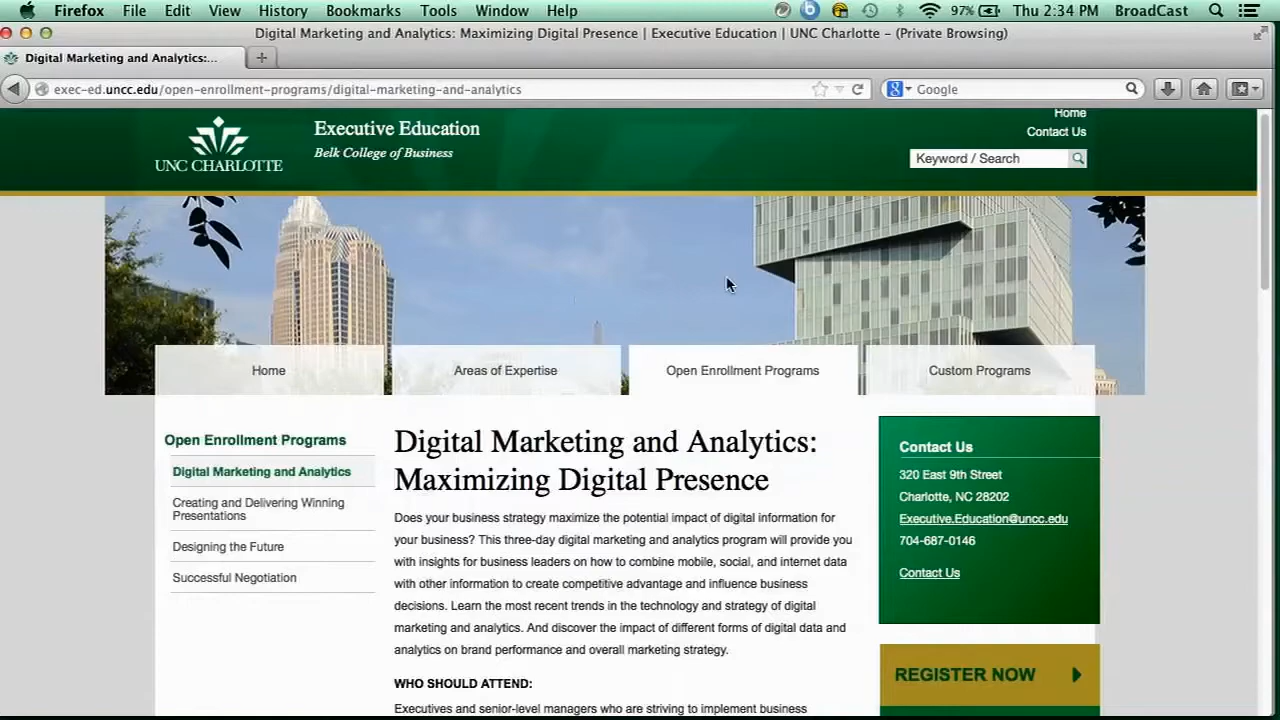 Firefox File Edit View History Bookmarks Tools Window Help 97% Thu 2:34 PM BroadCast
Digital Marketing and Analytics: Maximizing Digital Presence | Executive Education | UNC Charlotte – (Private Browsing)
Digital Marketing and Analytics:...
exec-ed.uncc.edu/open-enrollment-programs/digital-marketing-and-analytics
Google
UNC CHARLOTTE
Executive Education
Belk College of Business
Home
Contact Us
Keyword / Search
Home
Areas of Expertise
Open Enrollment Programs
Custom Programs
Open Enrollment Programs
Digital Marketing and Analytics
Creating and Delivering Winning
Presentations
Designing the Future
Successful Negotiation
Digital Marketing and Analytics:
Maximizing Digital Presence
Does your business strategy maximize the potential impact of digital information for
your business? This three-day digital marketing and analytics program will provide you
with insights for business leaders on how to combine mobile, social, and internet data
with other information to create competitive advantage and influence business
decisions. Learn the most recent trends in the technology and strategy of digital
marketing and analytics. And discover the impact of different forms of digital data and
analytics on brand performance and overall marketing strategy.
WHO SHOULD ATTEND:
Executives and senior-level managers who are striving to implement business
Contact Us
320 East 9th Street
Charlotte, NC 28202
Executive.Education@uncc.edu
704-687-0146
Contact Us
REGISTER NOW